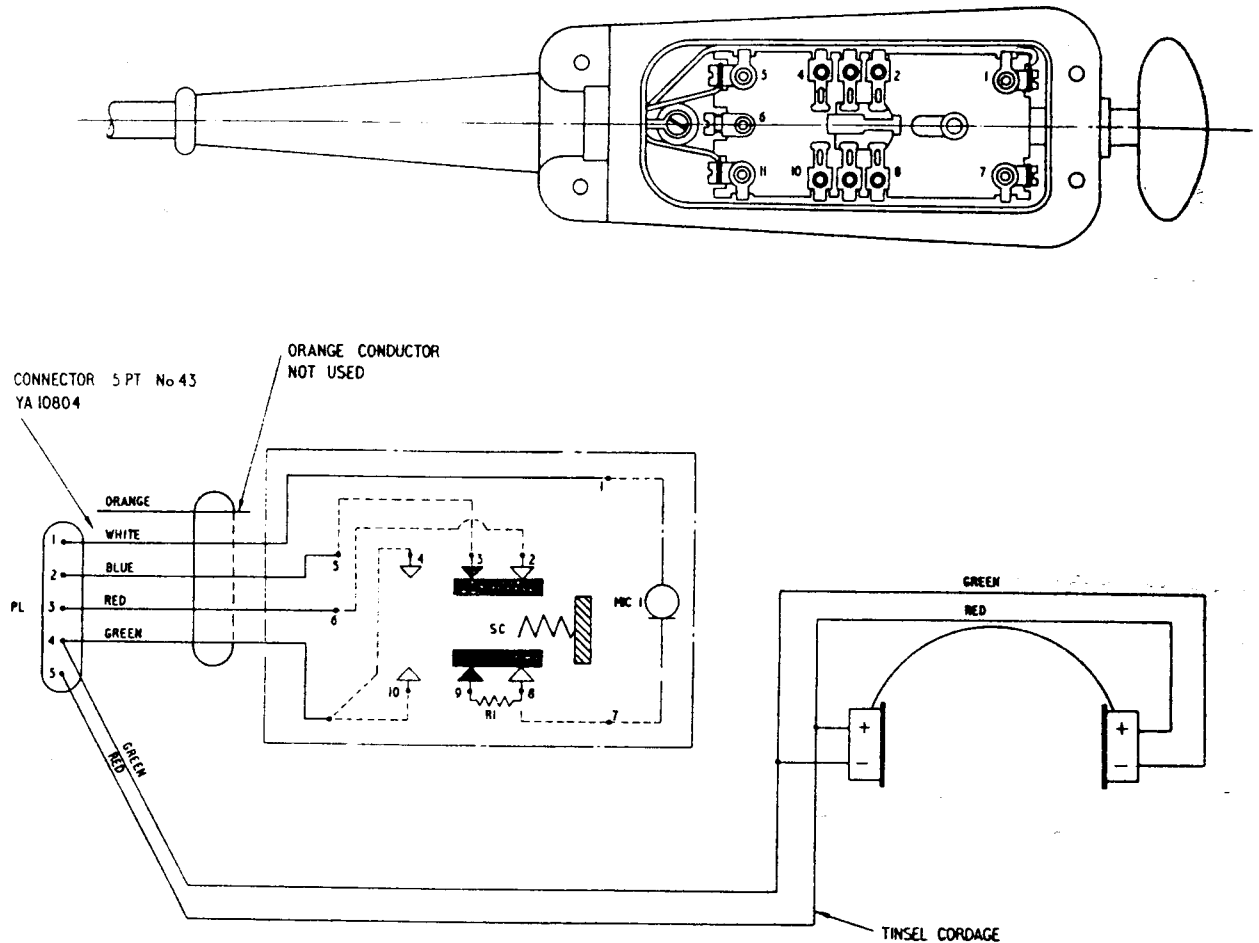 5
4
2
1
6
11
10
8
7
ORANGE CONDUCTOR
NOT USED
CONNECTOR 5 PT No 43
YA 10804
ORANGE
WHITE
BLUE
RED
GREEN
PL
1
2
3
4
5
1
5
4
3
2
6
SC
MIC 1
10
9
8
R1
7
GREEN
RED
GREEN
RED
+
−
+
−
TINSEL CORDAGE